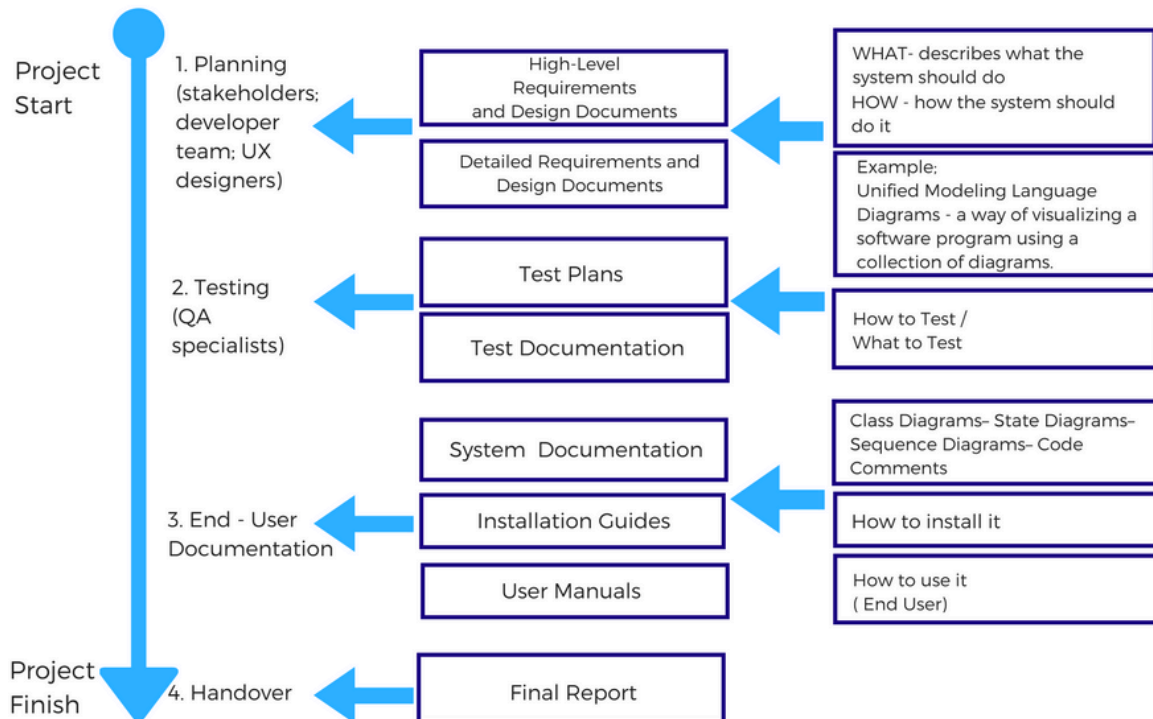 Project
Start
1. Planning
(stakeholders;
developer
team; UX
designers)
High-Level
Requirements
and Design Documents
Detailed Requirements and
Design Documents
WHAT- describes what the
system should do
HOW - how the system should
do it
Example;
Unified Modeling Language
Diagrams - a way of visualizing a
software program using a
collection of diagrams.
2. Testing
(QA
specialists)
Test Plans
Test Documentation
How to Test /
What to Test
3. End - User
Documentation
System Documentation
Installation Guides
User Manuals
Class Diagrams– State Diagrams–
Sequence Diagrams– Code
Comments
How to install it
How to use it
( End User)
Project
Finish
4. Handover
Final Report